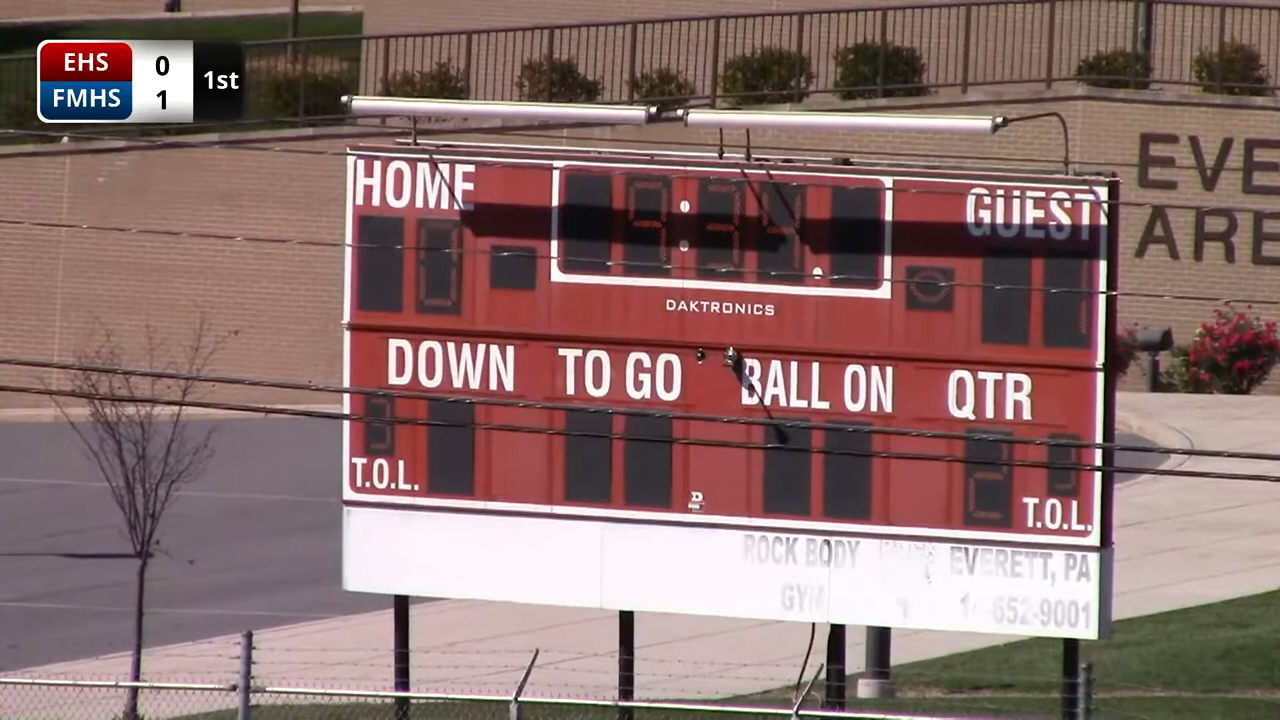 EHS 0
FMHS 1
1st
EVE
ARE
HOME
GUEST
DAKTRONICS
DOWN TO GO BALL ON QTR
T.O.L. T.O.L.
ROCK BODY EVERETT, PA
GYM 652-9001